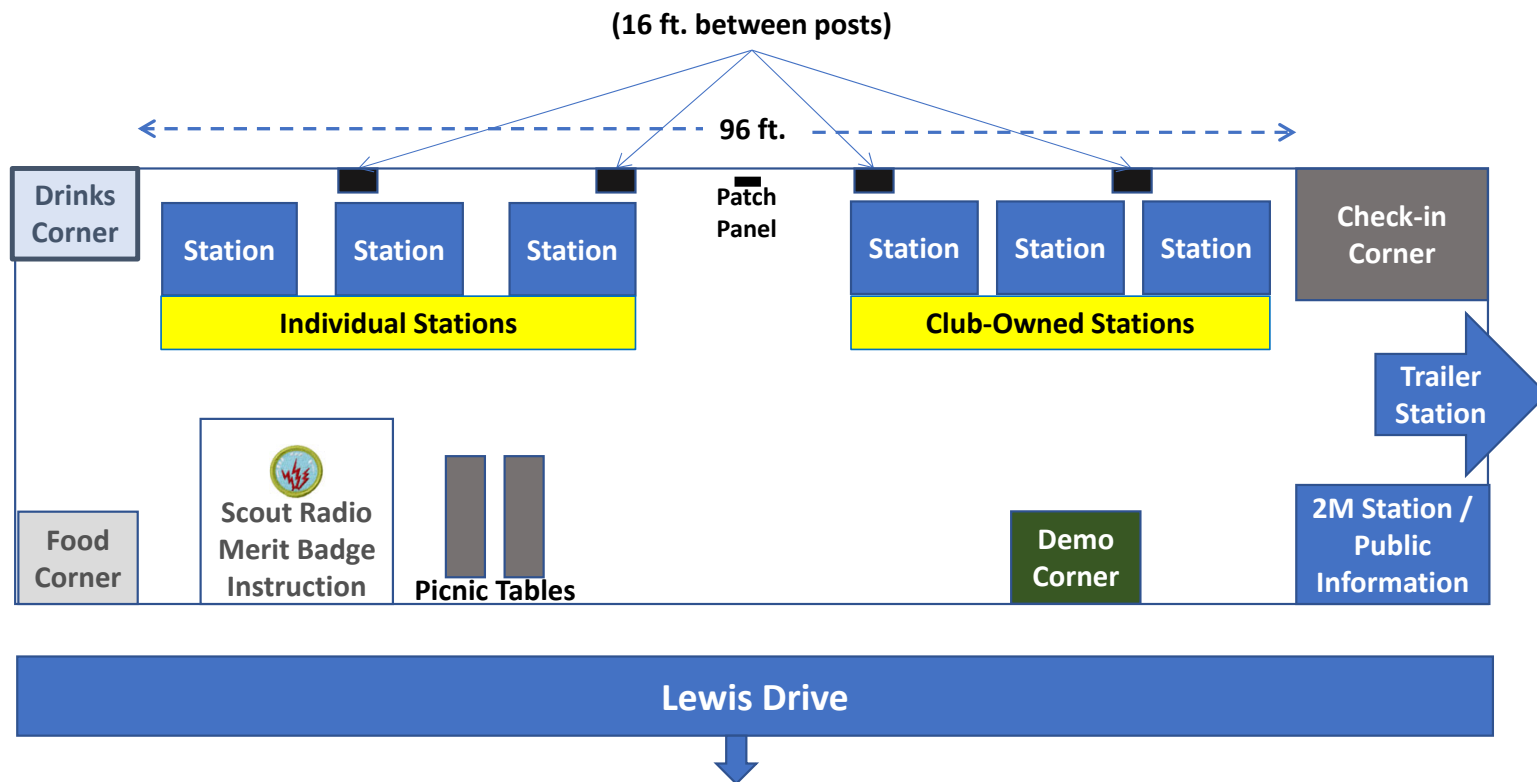 (16 ft. between posts)
96 ft.
Drinks
Corner
Station
Station
Station
Patch
Panel
Station
Station
Station
Check-in
Corner
Individual Stations
Club-Owned Stations
Trailer
Station
Scout Radio
Merit Badge
Instruction
Food
Corner
Picnic Tables
Demo
Corner
2M Station /
Public
Information
Lewis Drive